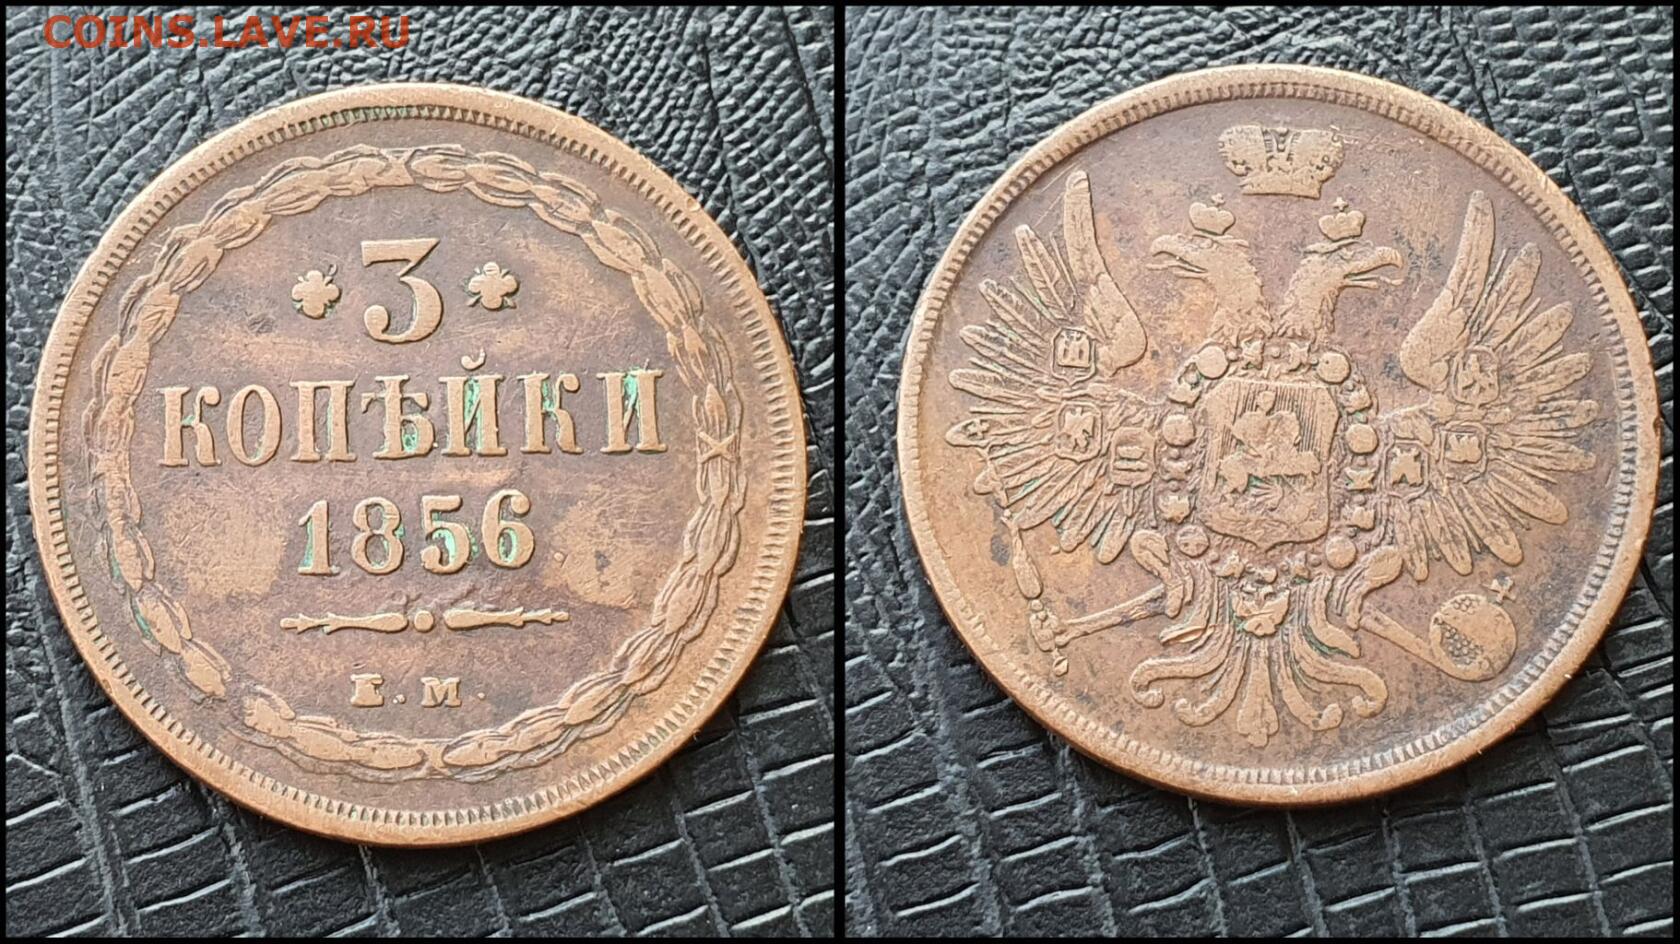 COINS.LAVE.RU
3
КОПѢЙКИ
1856
Е.М.